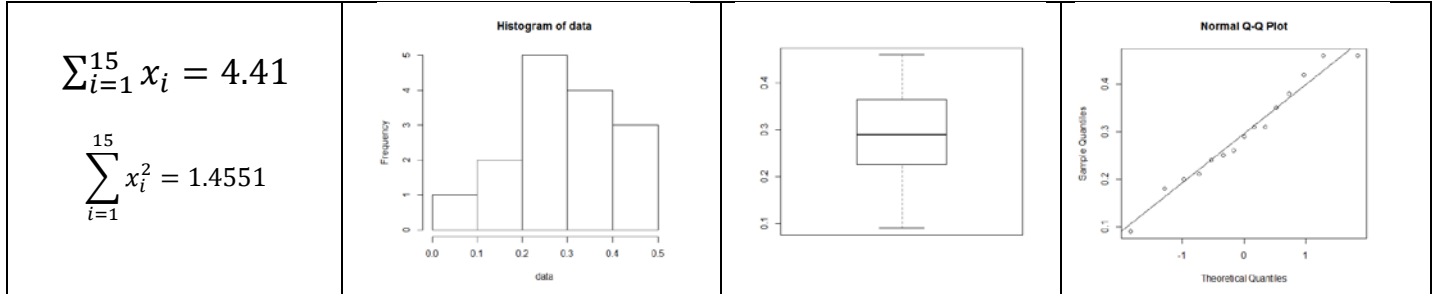 ∑_{i=1}^{15} x_i = 4.41
∑_{i=1}^{15} x_i^2 = 1.4551
Histogram of data
Frequency
5
4
3
2
1
0
0.0 0.1 0.2 0.3 0.4 0.5
data
0.4
0.3
0.2
0.1
Normal Q-Q Plot
Sample Quantiles
0.4
0.3
0.2
0.1
-1 0 1
Theoretical Quantiles